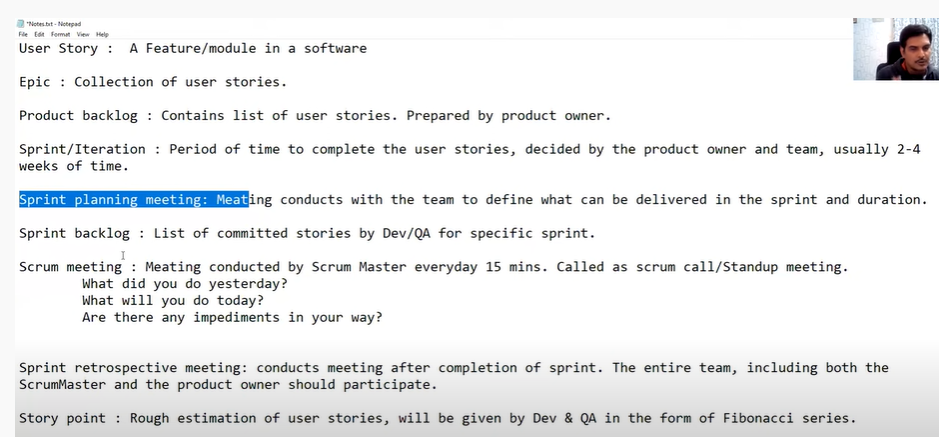 *Notes.txt - Notepad
File Edit Format View Help
User Story :  A Feature/module in a software
Epic : Collection of user stories.
Product backlog : Contains list of user stories. Prepared by product owner.
Sprint/Iteration : Period of time to complete the user stories, decided by the product owner and team, usually 2-4
weeks of time.
Sprint planning meeting: Meating conducts with the team to define what can be delivered in the sprint and duration.
Sprint backlog : List of committed stories by Dev/QA for specific sprint.
Scrum meeting : Meating conducted by Scrum Master everyday 15 mins. Called as scrum call/Standup meeting.
What did you do yesterday?
What will you do today?
Are there any impediments in your way?
Sprint retrospective meeting: conducts meeting after completion of sprint. The entire team, including both the
ScrumMaster and the product owner should participate.
Story point : Rough estimation of user stories, will be given by Dev & QA in the form of Fibonacci series.